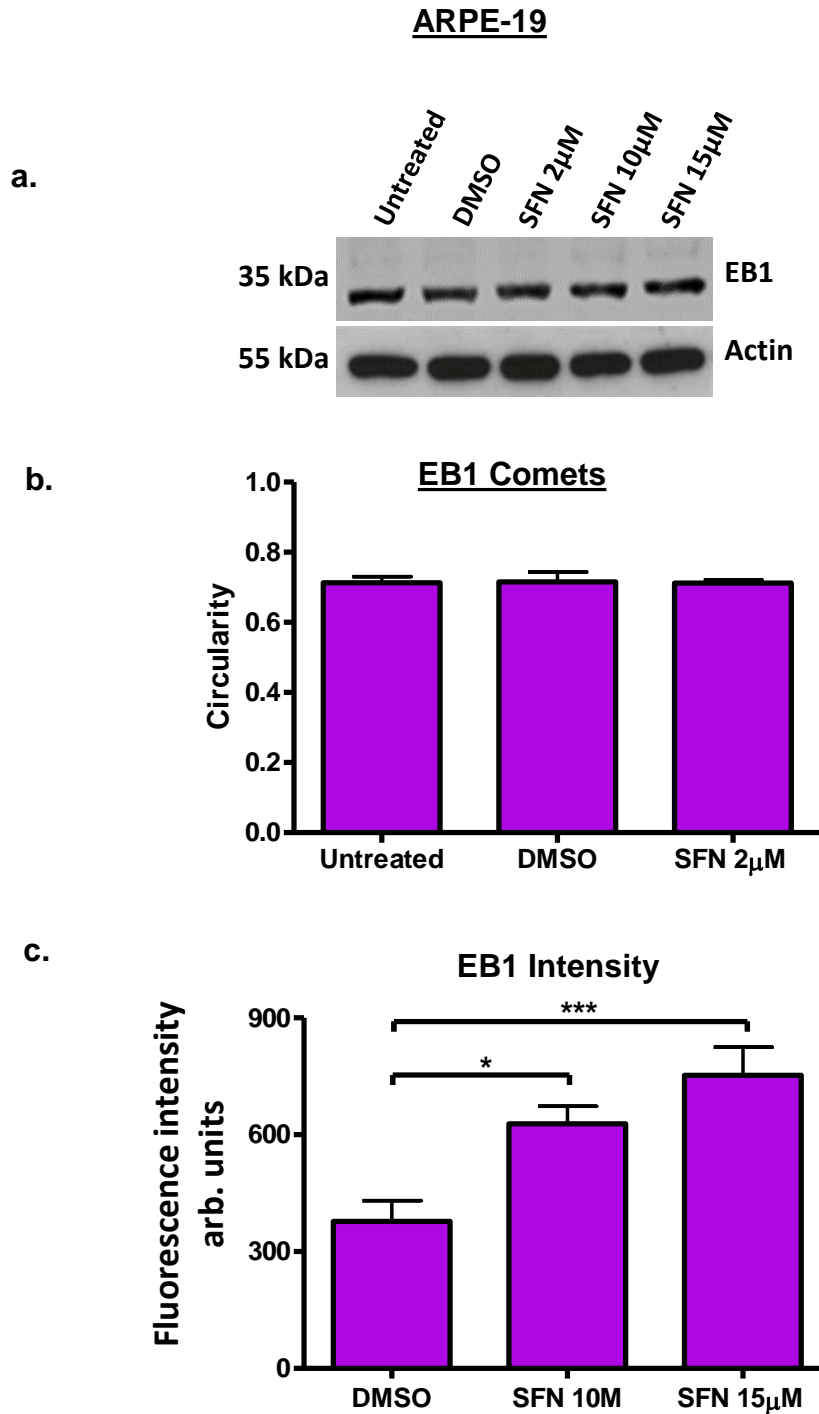 ARPE-19
a.
Untreated
DMSO
SFN 2μM
SFN 10μM
SFN 15μM
35 kDa
EB1
55 kDa
Actin
b.
EB1 Comets
Circularity
1.0
0.8
0.6
0.4
0.2
0.0
Untreated
DMSO
SFN 2μM
c.
EB1 Intensity
Fluorescence intensity
arb. units
900
600
300
0
***
*
DMSO
SFN 10M
SFN 15μM